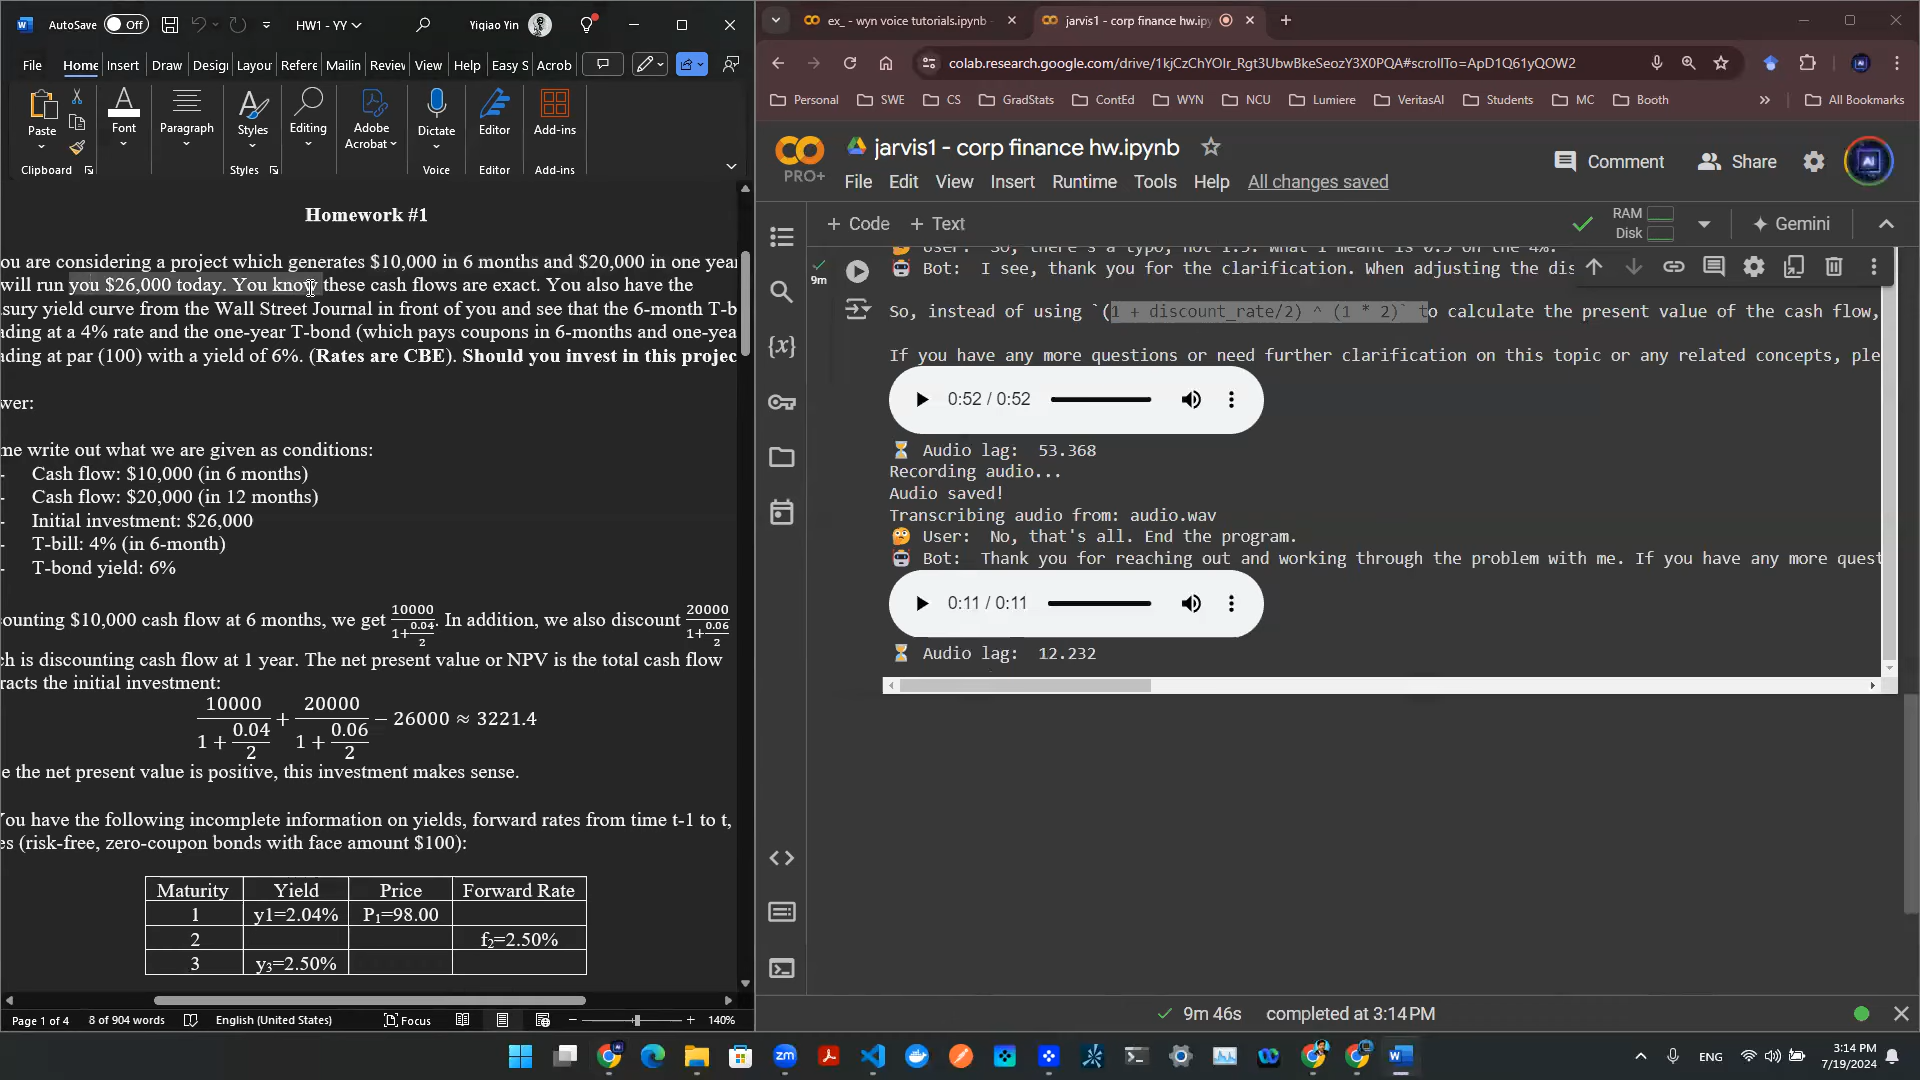 AutoSave Off HW1 - YY Yiqiao Yin
File Home Insert Draw Design Layou Refere Mailin Review View Help Easy S Acrob
Paste Font Paragraph Styles Editing Adobe Acrobat Dictate Editor Add-ins
Clipboard Styles Voice Editor Add-ins
Homework #1
ou are considering a project which generates $10,000 in 6 months and $20,000 in one year
will run you $26,000 today. You know these cash flows are exact. You also have the
asury yield curve from the Wall Street Journal in front of you and see that the 6-month T-b
ading at a 4% rate and the one-year T-bond (which pays coupons in 6-months and one-yea
ading at par (100) with a yield of 6%. (Rates are CBE). Should you invest in this projec
wer:
me write out what we are given as conditions:
- Cash flow: $10,000 (in 6 months)
- Cash flow: $20,000 (in 12 months)
- Initial investment: $26,000
- T-bill: 4% (in 6-month)
- T-bond yield: 6%
ounting $10,000 cash flow at 6 months, we get 10000/(1+0.04/2). In addition, we also discount 20000/(1+0.06/2)
ch is discounting cash flow at 1 year. The net present value or NPV is the total cash flow
racts the initial investment:
10000/(1+0.04/2) + 20000/(1+0.06/2) − 26000 ≈ 3221.4
e the net present value is positive, this investment makes sense.
You have the following incomplete information on yields, forward rates from time t-1 to t,
es (risk-free, zero-coupon bonds with face amount $100):
Maturity Yield Price Forward Rate
1 y1=2.04% P1=98.00
2 f2=2.50%
3 y3=2.50%
Page 1 of 4 8 of 904 words English (United States) Focus 140%
ex_ - wyn voice tutorials.ipynb jarvis1 - corp finance hw.ip
colab.research.google.com/drive/1kjCzChYOIr_Rgt3UbwBkeSeozY3X0PQA#scrollTo=ApD1Q61yQOW2
Personal SWE CS GradStats ContEd WYN NCU Lumiere VeritasAI Students MC Booth All Bookmarks
CO PRO+ jarvis1 - corp finance hw.ipynb Comment Share AI
File Edit View Insert Runtime Tools Help All changes saved
+ Code + Text RAM Disk Gemini
9m
Bot: I see, thank you for the clarification. When adjusting the dis
So, instead of using `(1 + discount_rate/2) ^ (1 * 2)` to calculate the present value of the cash flow,
If you have any more questions or need further clarification on this topic or any related concepts, ple
0:52 / 0:52
Audio lag: 53.368
Recording audio...
Audio saved!
Transcribing audio from: audio.wav
User: No, that's all. End the program.
Bot: Thank you for reaching out and working through the problem with me. If you have any more quest
0:11 / 0:11
Audio lag: 12.232
9m 46s completed at 3:14 PM
zm ENG 3:14 PM
7/19/2024